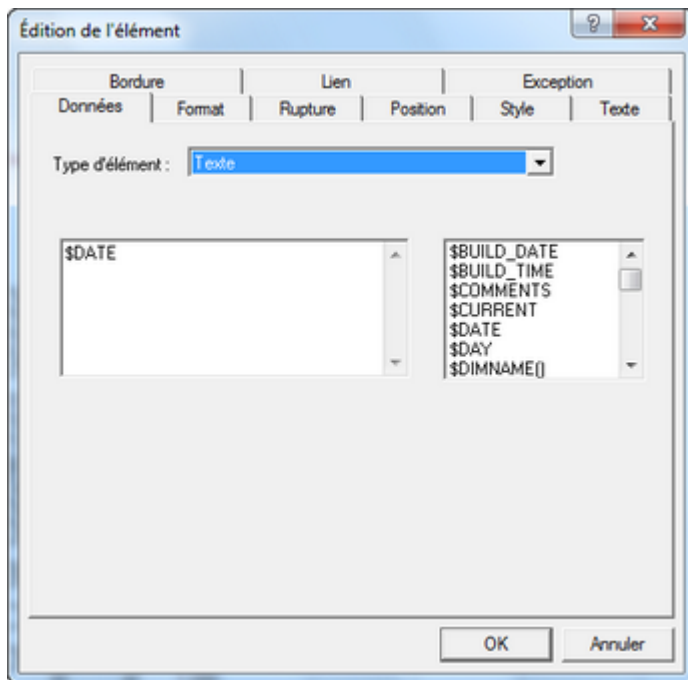 Édition de l'élément
?
Bordure Lien Exception
Données Format Rupture Position Style Texte
Type d'élément : Texte
$DATE
$BUILD_DATE
$BUILD_TIME
$COMMENTS
$CURRENT
$DATE
$DAY
$DIMNAME()
OK Annuler